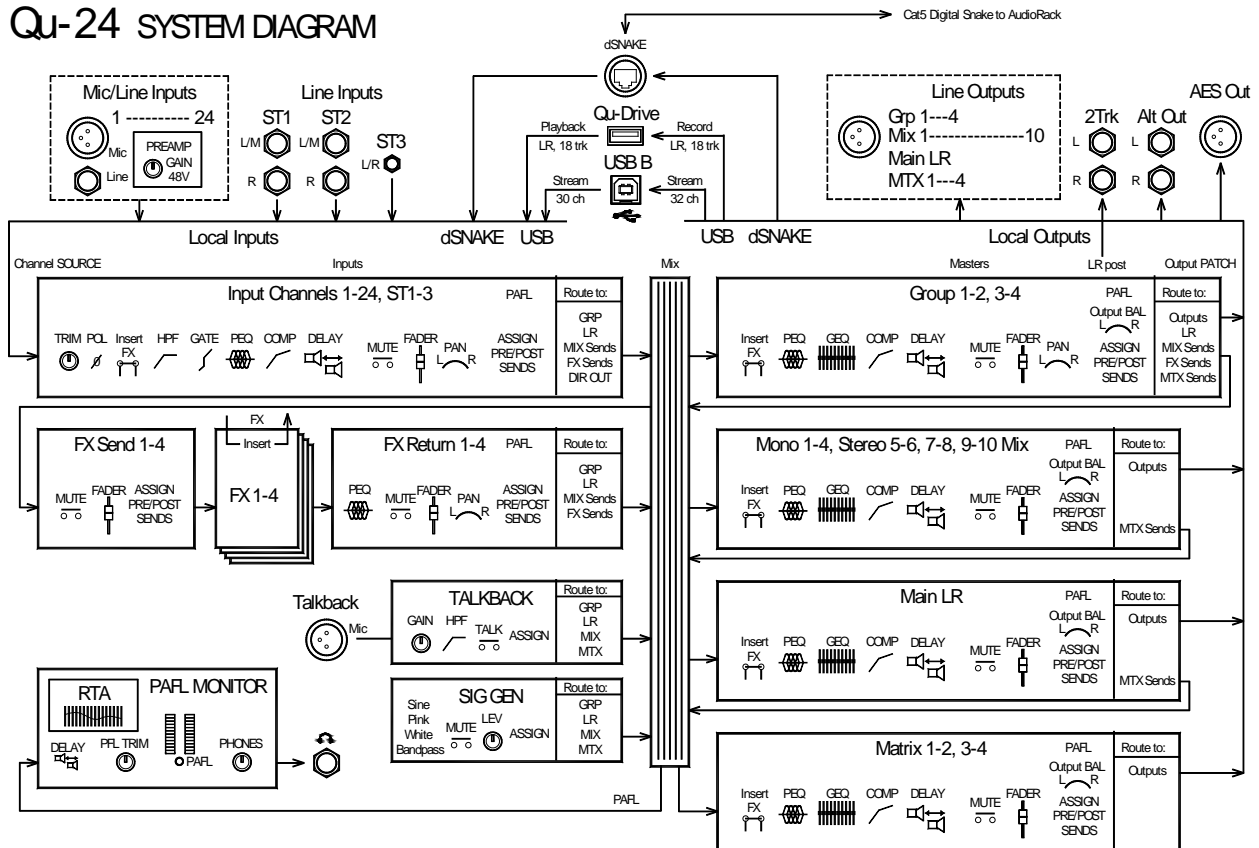 Qu-24 SYSTEM DIAGRAM
Cat5 Digital Snake to AudioRack
dSNAKE
Mic/Line Inputs
1 ---------- 24
Mic
Line
PREAMP
GAIN
48V
Line Inputs
ST1
ST2
ST3
L/M
L/M
L/R
R
R
Qu-Drive
Playback
LR, 18 trk
Record
LR, 18 trk
USB B
Stream
30 ch
Stream
32 ch
Line Outputs
Grp 1---4
Mix 1--------------10
Main LR
MTX 1---4
2Trk
L
R
Alt Out
L
R
AES Out
Local Inputs
dSNAKE
USB
USB
dSNAKE
Local Outputs
Channel SOURCE
Inputs
Mix
Masters
LR post
Output PATCH
Input Channels 1-24, ST1-3
PAFL
Route to:
TRIM
POL
Insert
FX
HPF
GATE
PEQ
COMP
DELAY
MUTE
FADER
PAN
L
R
ASSIGN
PRE/POST
SENDS
GRP
LR
MIX Sends
FX Sends
DIR OUT
Group 1-2, 3-4
PAFL
Output BAL
L
R
Route to:
Insert
FX
PEQ
GEQ
COMP
DELAY
MUTE
FADER
PAN
L
R
ASSIGN
PRE/POST
SENDS
Outputs
LR
MIX Sends
FX Sends
MTX Sends
FX Send 1-4
MUTE
FADER
ASSIGN
PRE/POST
SENDS
FX
Insert
FX 1-4
FX Return 1-4
PAFL
Route to:
PEQ
MUTE
FADER
PAN
L
R
ASSIGN
PRE/POST
SENDS
GRP
LR
MIX Sends
FX Sends
Mono 1-4, Stereo 5-6, 7-8, 9-10 Mix
PAFL
Output BAL
L
R
Route to:
Insert
FX
PEQ
GEQ
COMP
DELAY
MUTE
FADER
ASSIGN
PRE/POST
SENDS
Outputs
MTX Sends
Talkback
Mic
TALKBACK
Route to:
GAIN
HPF
TALK
ASSIGN
GRP
LR
MIX
MTX
Main LR
PAFL
Output BAL
L
R
Route to:
Insert
FX
PEQ
GEQ
COMP
DELAY
MUTE
FADER
ASSIGN
PRE/POST
SENDS
Outputs
MTX Sends
RTA
PAFL MONITOR
DELAY
PFL TRIM
PAFL
PHONES
Sine
Pink
White
Bandpass
SIG GEN
MUTE
LEV
ASSIGN
Route to:
GRP
LR
MIX
MTX
PAFL
Matrix 1-2, 3-4
PAFL
Output BAL
L
R
Route to:
Insert
FX
PEQ
GEQ
COMP
DELAY
MUTE
FADER
ASSIGN
PRE/POST
SENDS
Outputs